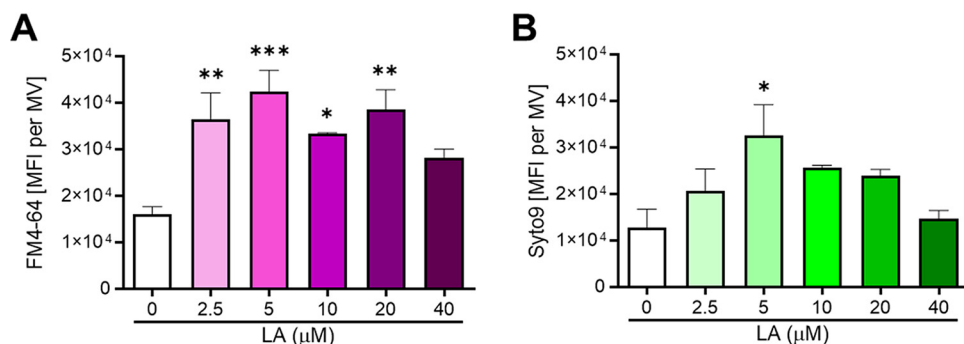 A
FM4-64 [MFI per MV]
5×10⁴
4×10⁴
3×10⁴
2×10⁴
1×10⁴
0
** *** * **
0 2.5 5 10 20 40
LA (μM)
B
Syto9 [MFI per MV]
5×10⁴
4×10⁴
3×10⁴
2×10⁴
1×10⁴
0
*
0 2.5 5 10 20 40
LA (μM)